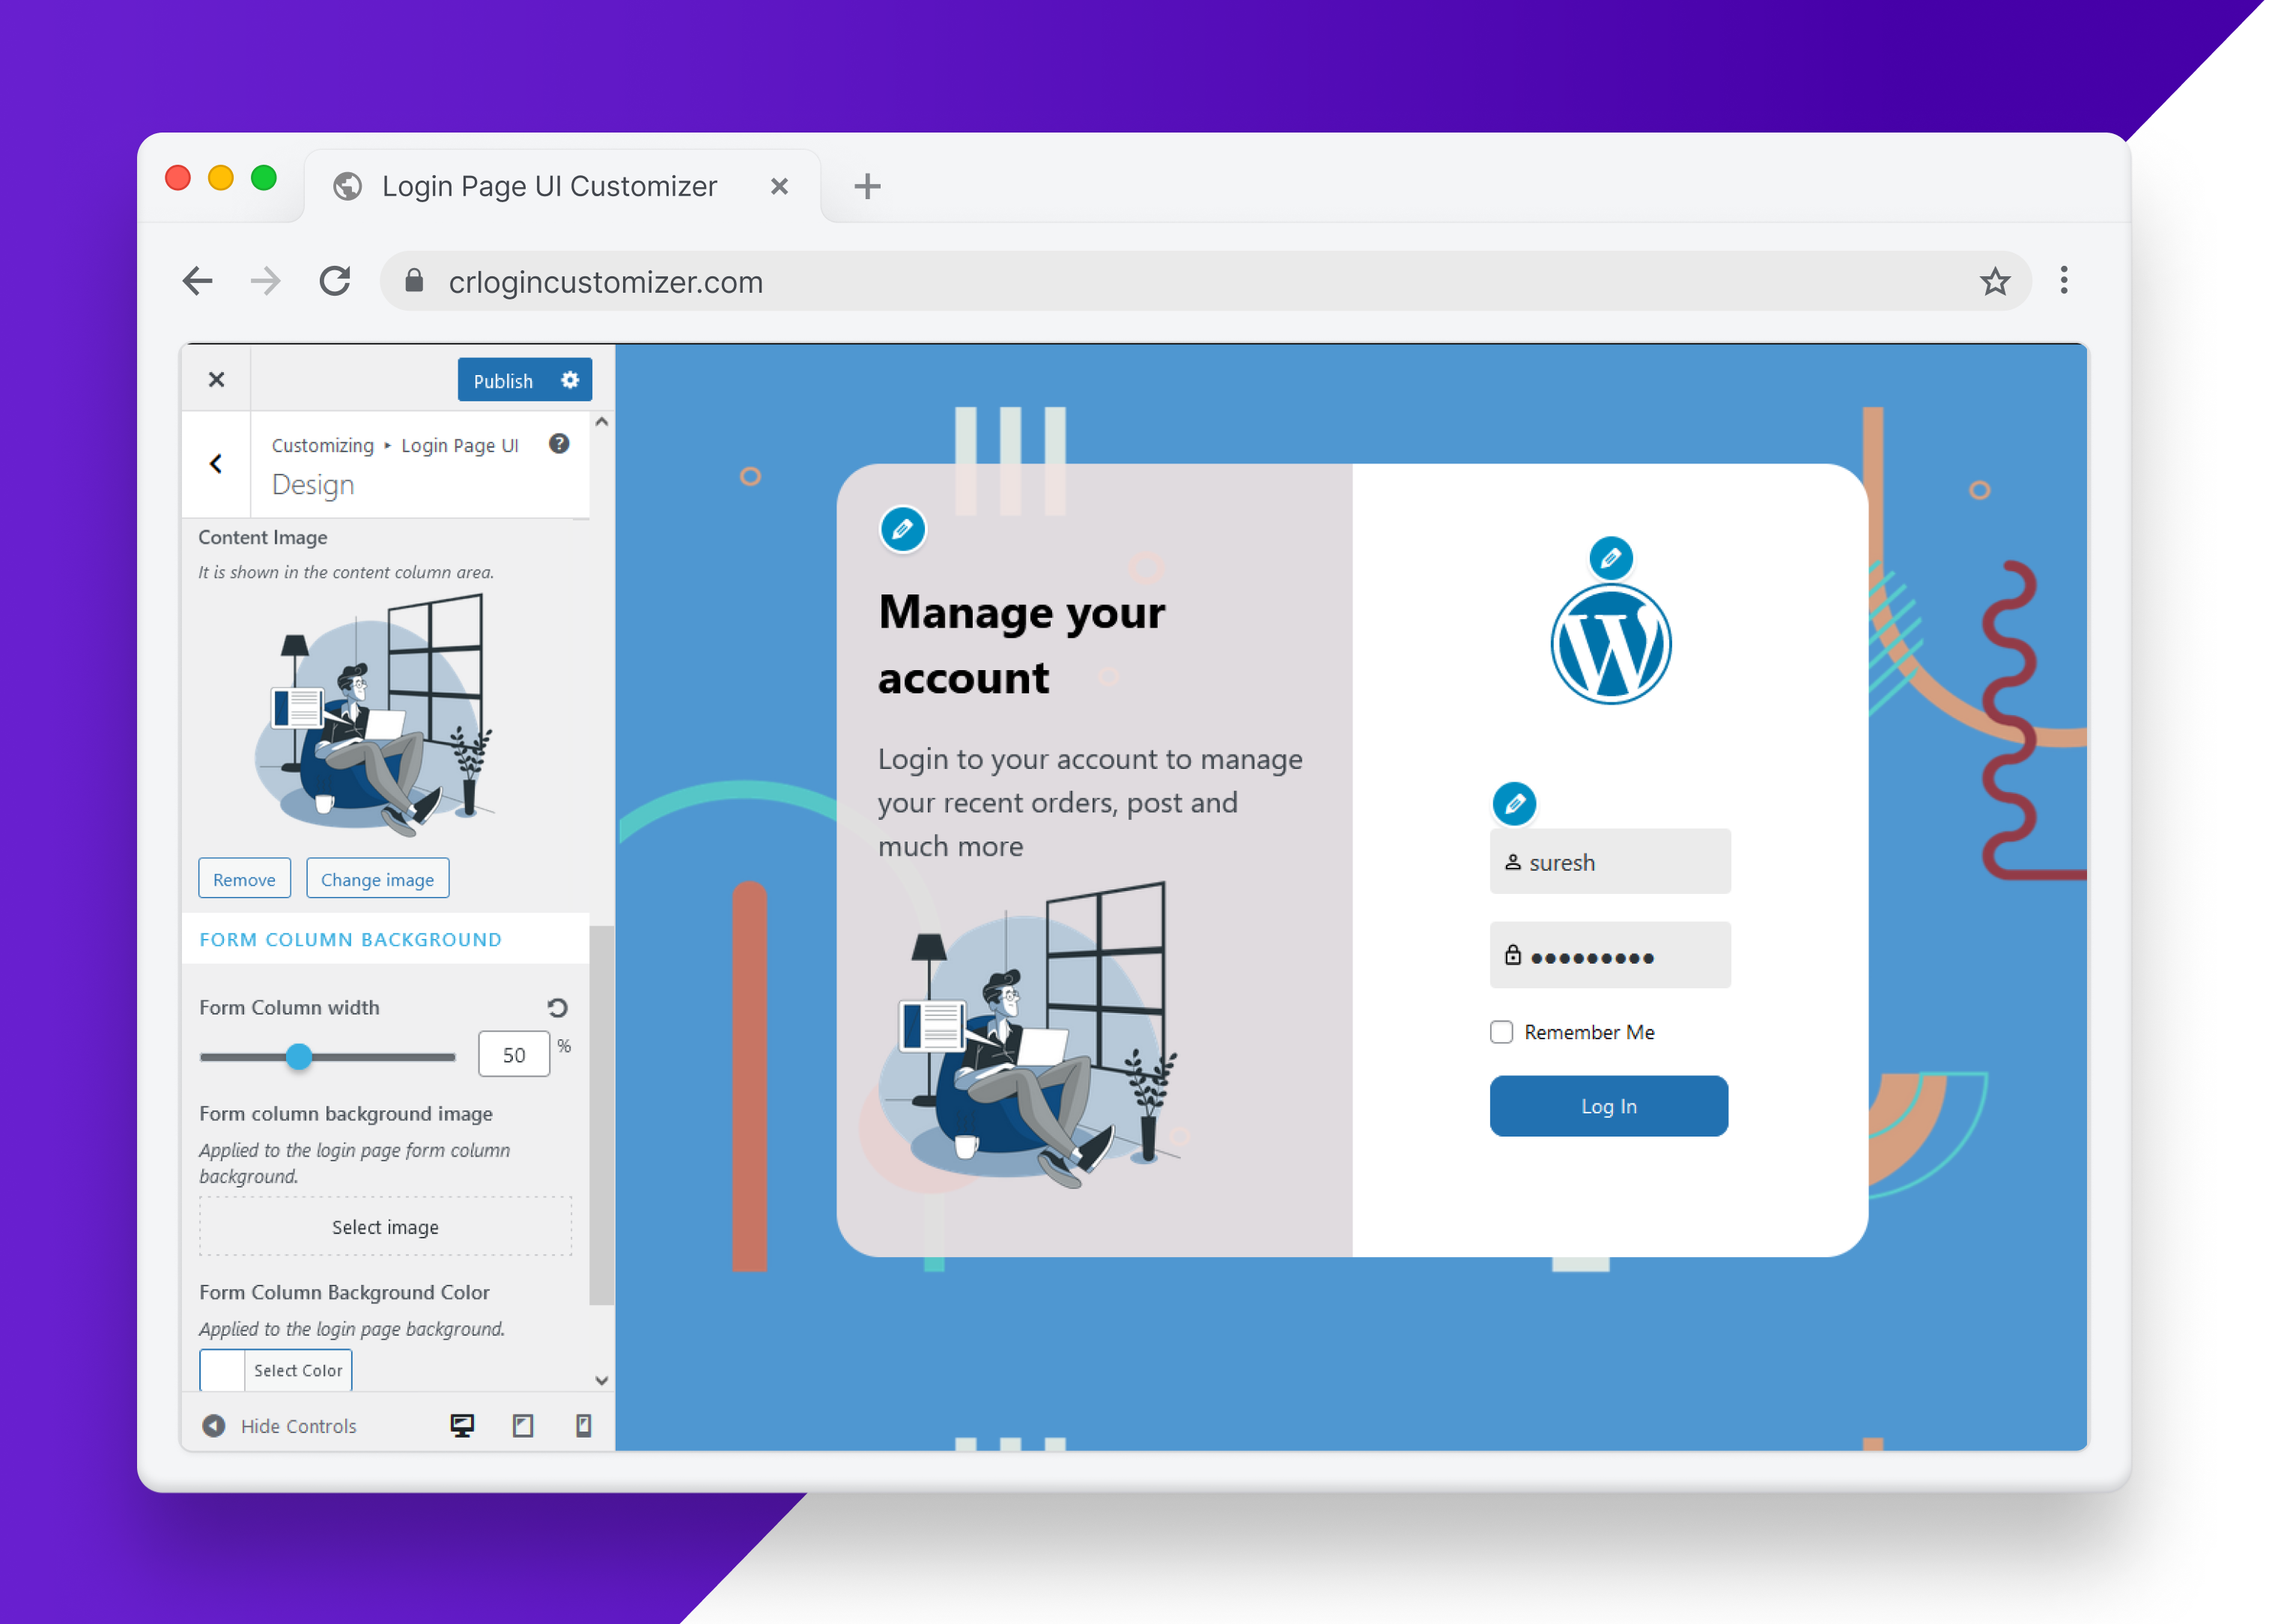 Login Page UI Customizer
crlogincustomizer.com
Publish
Customizing ▸ Login Page UI
Design
Content Image
It is shown in the content column area.
Remove
Change image
FORM COLUMN BACKGROUND
Form Column width
50 %
Form column background image
Applied to the login page form column
background.
Select image
Form Column Background Color
Applied to the login page background.
Select Color
Hide Controls
Manage your
account
Login to your account to manage
your recent orders, post and
much more
suresh
•••••••••
Remember Me
Log In